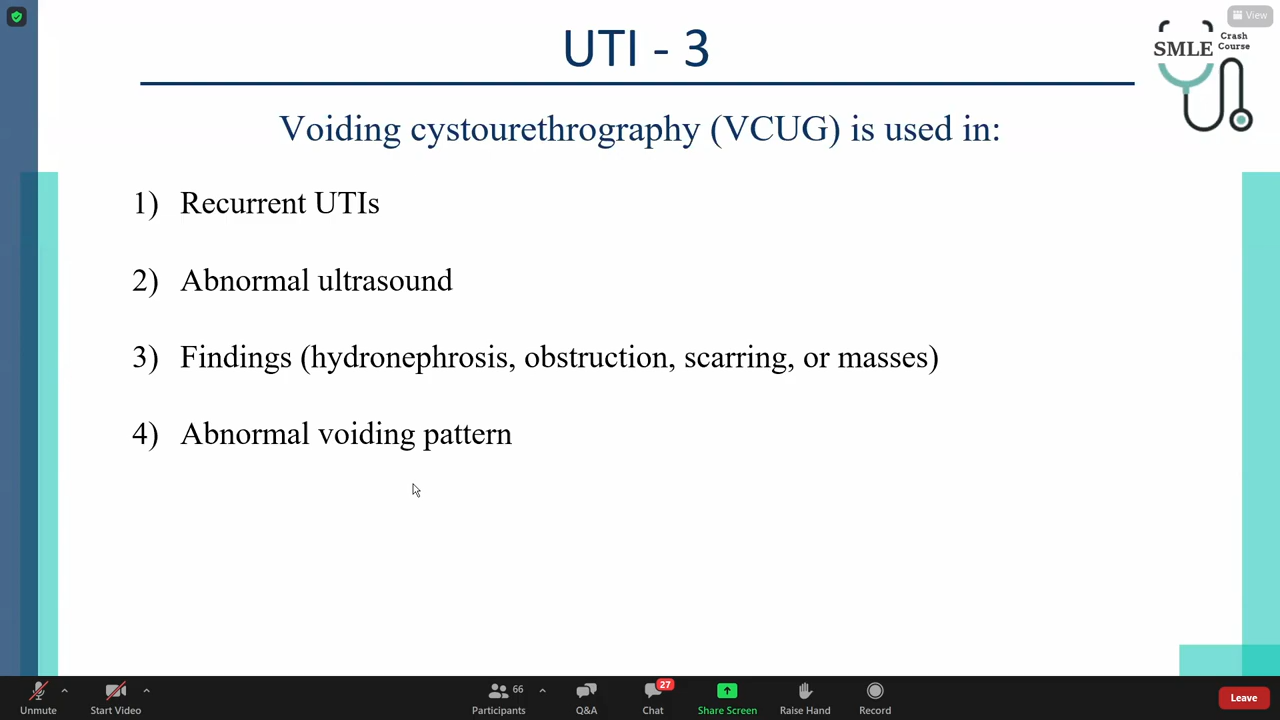 View
UTI - 3
SMLE Crash Course
Voiding cystourethrography (VCUG) is used in:
1) Recurrent UTIs
2) Abnormal ultrasound
3) Findings (hydronephrosis, obstruction, scarring, or masses)
4) Abnormal voiding pattern
66
27
Unmute
Start Video
Participants
Q&A
Chat
Share Screen
Raise Hand
Record
Leave